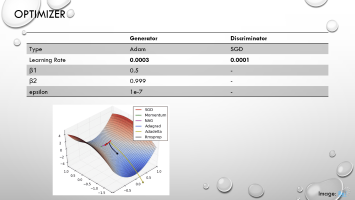 OPTIMIZER
Generator Discriminator
Type Adam SGD
Learning Rate 0.0003 0.0001
β1 0.5 -
β2 0.999 -
epsilon 1e-7 -
SGD
Momentum
NAG
Adagrad
Adadelta
Rmsprop
Image: